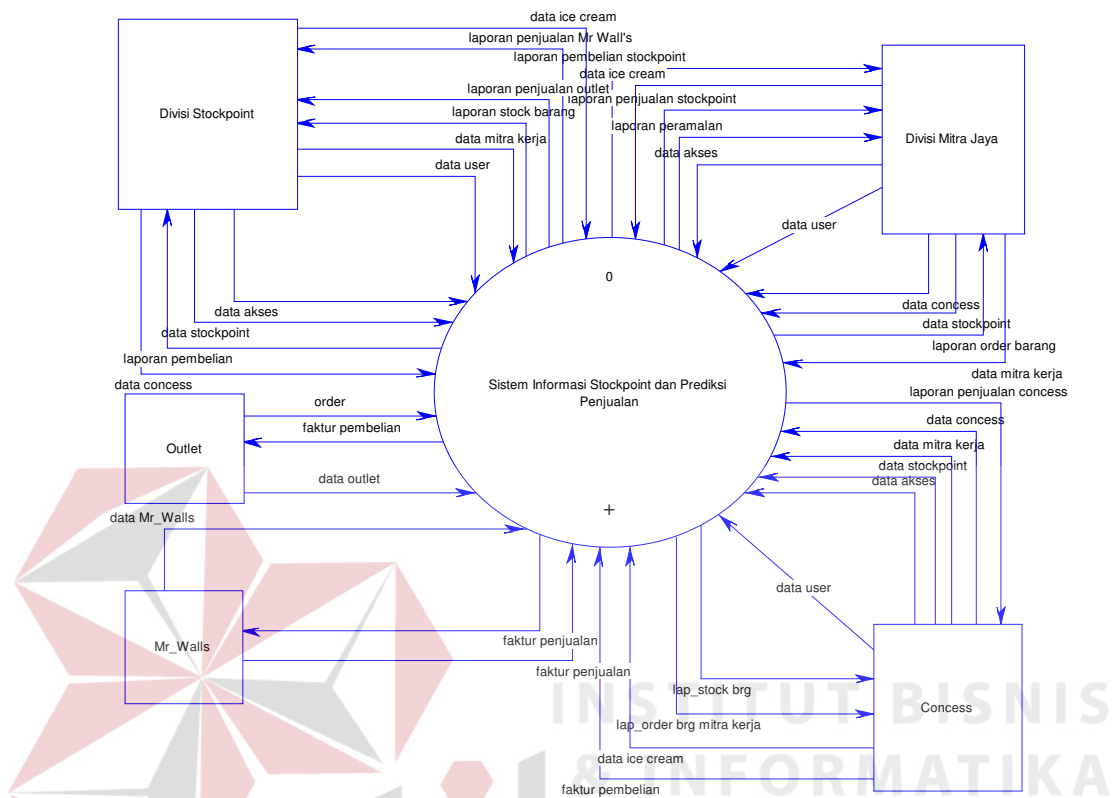 data ice cream
laporan penjualan Mr Wall's
laporan pembelian stockpoint
data ice cream
laporan penjualan outlet
laporan penjualan stockpoint
laporan stock barang
laporan peramalan
data mitra kerja
data akses
data user
Divisi Stockpoint
Divisi Mitra Jaya
data user
0
data akses
data concess
data stockpoint
data stockpoint
laporan pembelian
laporan order barang
data concess
data mitra kerja
Sistem Informasi Stockpoint dan Prediksi
Penjualan
laporan penjualan concess
order
faktur pembelian
Outlet
data concess
data mitra kerja
data stockpoint
data akses
data outlet
data Mr_Walls
+
data user
Mr_Walls
faktur penjualan
faktur penjualan
lap_stock brg
lap_order brg mitra kerja
data ice cream
faktur pembelian
Concess
INSTITUT BISNIS
& INFORMATIKA